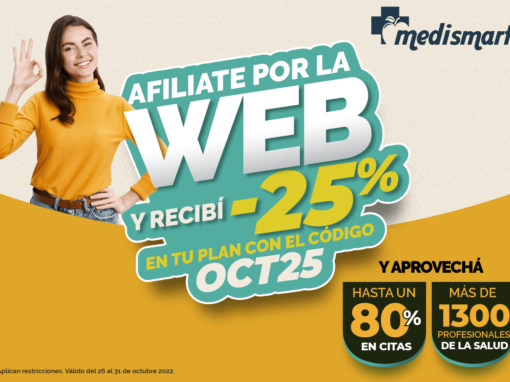 medismart
AFILIATE POR LA
WEB
Y RECIBÍ -25%
EN TU PLAN CON EL CÓDIGO
OCT25
Y APROVECHÁ
HASTA UN
80%
EN CITAS
MÁS DE
1300
PROFESIONALES
DE LA SALUD
Aplican restricciones. Válido del 26 al 31 de octubre 2022.